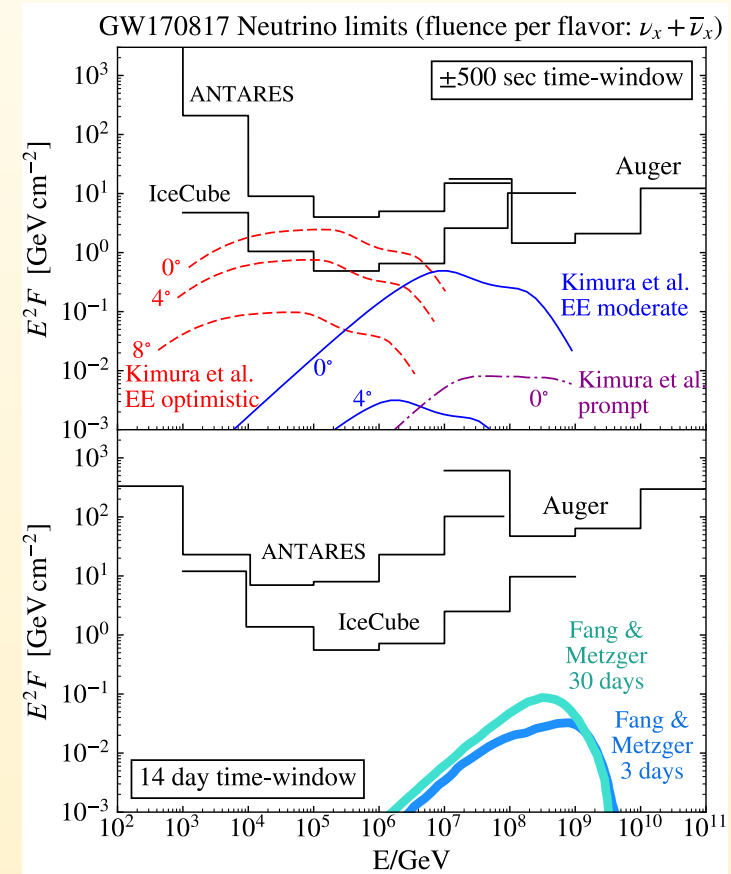 GW170817 Neutrino limits (fluence per flavor: νₓ + ν̄ₓ)
±500 sec time-window
ANTARES
Auger
IceCube
0°
4°
8°
Kimura et al.
EE optimistic
Kimura et al.
EE moderate
0°
4°
Kimura et al.
prompt
0°
E²F [GeV cm⁻²]
10³
10²
10¹
10⁰
10⁻¹
10⁻²
10⁻³
Auger
ANTARES
IceCube
Fang &
Metzger
30 days
Fang &
Metzger
3 days
14 day time-window
E²F [GeV cm⁻²]
10³
10²
10¹
10⁰
10⁻¹
10⁻²
10⁻³
10² 10³ 10⁴ 10⁵ 10⁶ 10⁷ 10⁸ 10⁹ 10¹⁰ 10¹¹
E/GeV